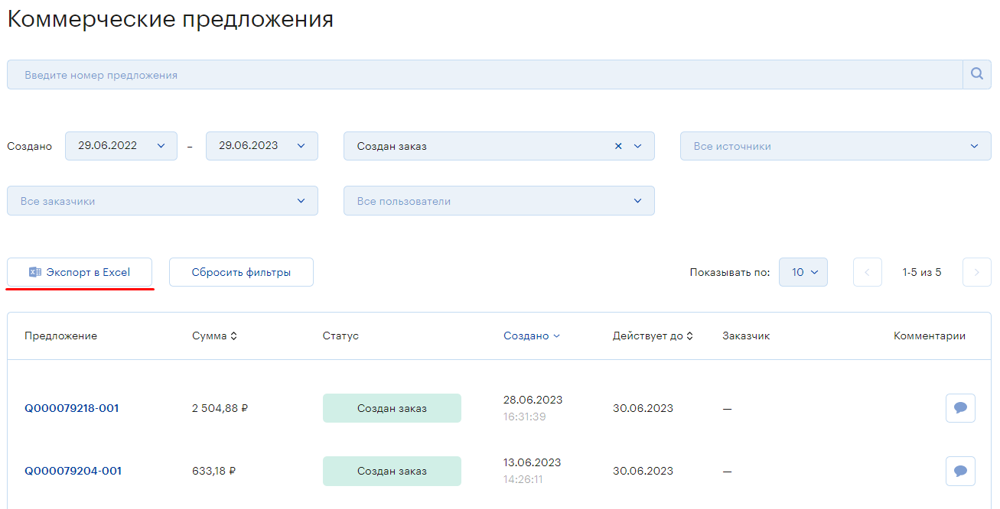 Коммерческие предложения
Введите номер предложения
Создано 29.06.2022 – 29.06.2023 Создан заказ Все источники
Все заказчики Все пользователи
Экспорт в Excel Сбросить фильтры Показывать по: 10 1-5 из 5
Предложение Сумма Статус Создано Действует до Заказчик Комментарии
Q000079218-001 2 504,88 ₽ Создан заказ 28.06.2023 30.06.2023 —
16:31:39
Q000079204-001 633,18 ₽ Создан заказ 13.06.2023 30.06.2023 —
14:26:11